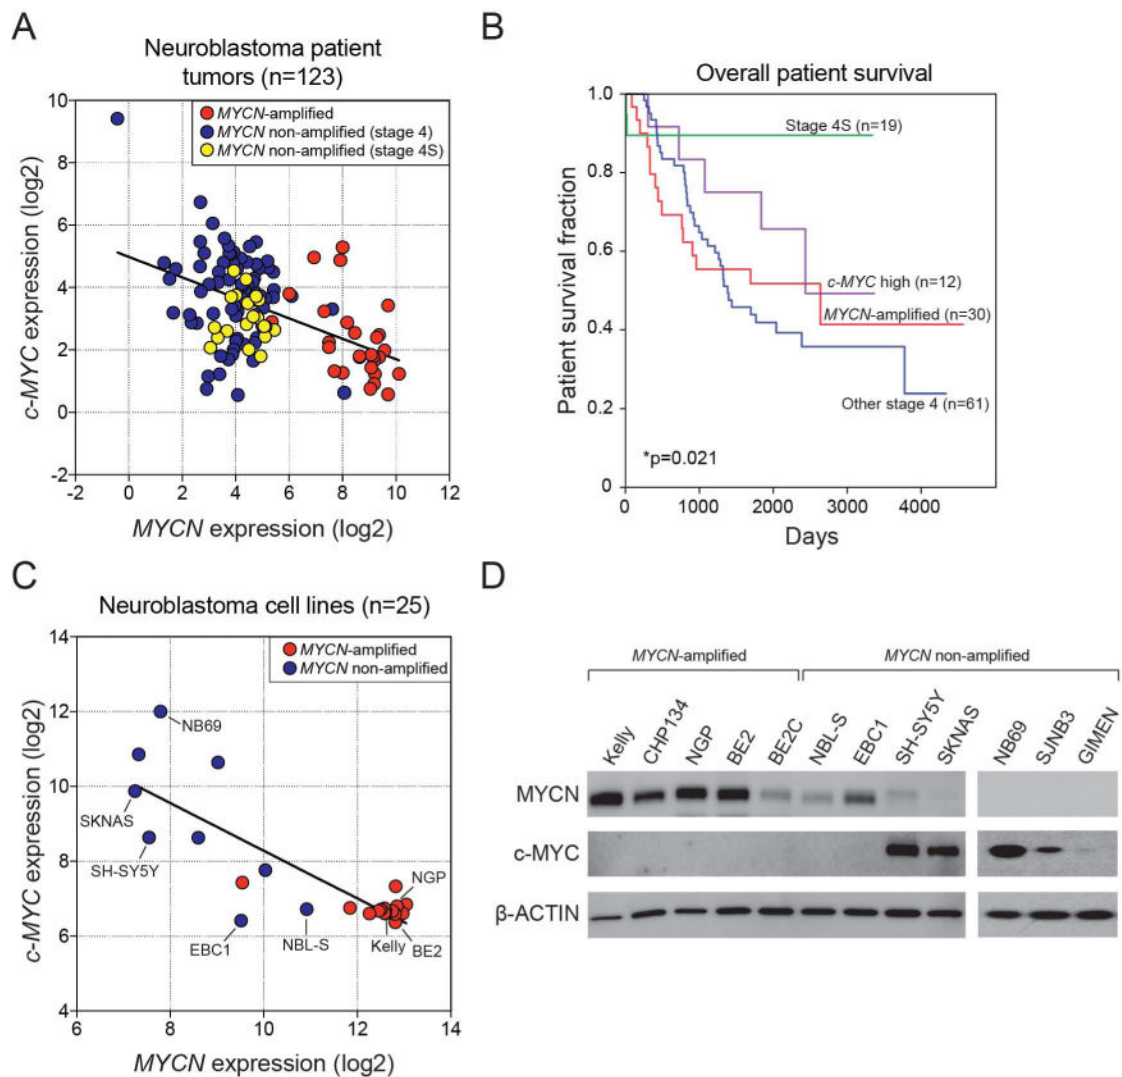 A
Neuroblastoma patient
tumors (n=123)
MYCN-amplified
MYCN non-amplified (stage 4)
MYCN non-amplified (stage 4S)
c-MYC expression (log2)
10
8
6
4
2
0
-2
-2 0 2 4 6 8 10 12
MYCN expression (log2)
B
Overall patient survival
Patient survival fraction
1.0
0.8
0.6
0.4
0.2
0
Stage 4S (n=19)
c-MYC high (n=12)
MYCN-amplified (n=30)
Other stage 4 (n=61)
*p=0.021
0 1000 2000 3000 4000
Days
C
Neuroblastoma cell lines (n=25)
MYCN-amplified
MYCN non-amplified
c-MYC expression (log2)
14
12
10
8
6
4
NB69
SKNAS
SH-SY5Y
NGP
EBC1
NBL-S
Kelly
BE2
6 8 10 12 14
MYCN expression (log2)
D
MYCN-amplified
MYCN non-amplified
Kelly
CHP134
NGP
BE2
BE2C
NBL-S
EBC1
SH-SY5Y
SKNAS
NB69
SJNB3
GIMEN
MYCN
c-MYC
β-ACTIN